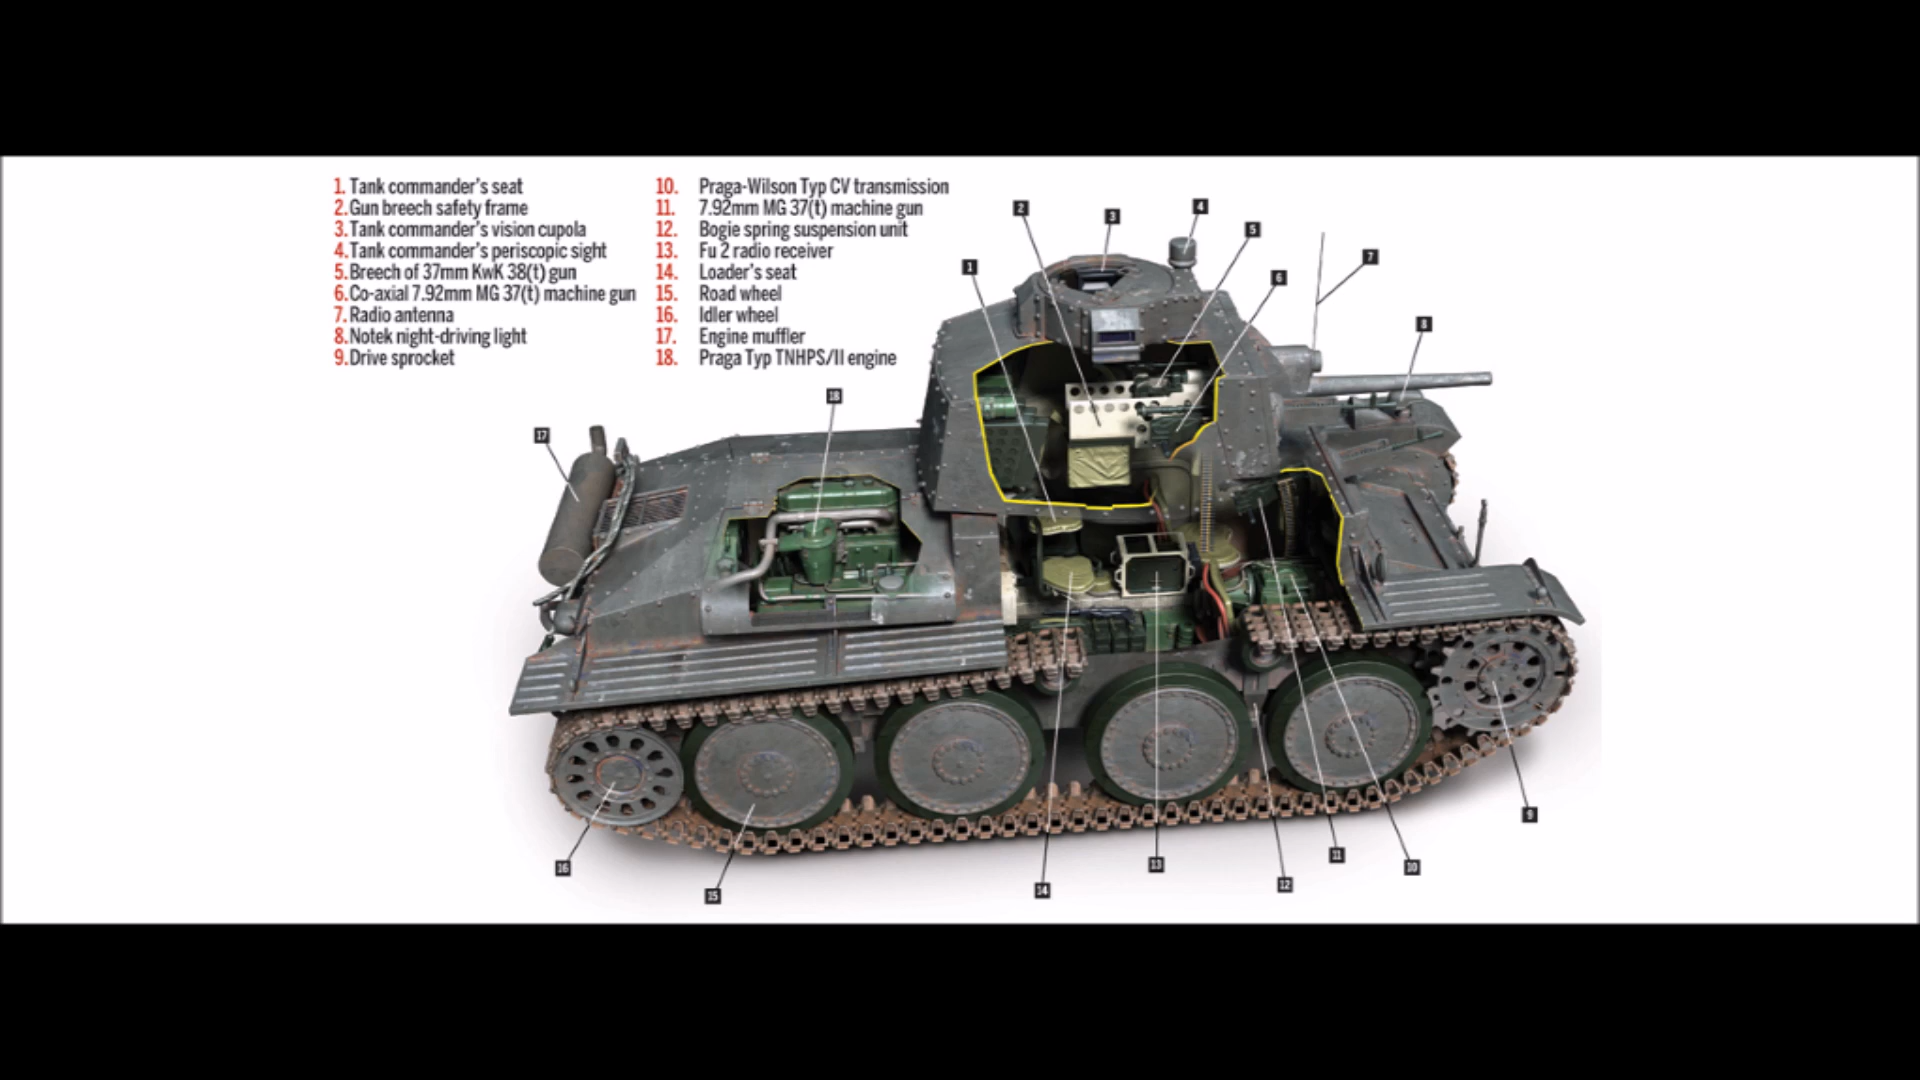 1. Tank commander's seat
2. Gun breech safety frame
3. Tank commander's vision cupola
4. Tank commander's periscopic sight
5. Breech of 37mm KwK 38(t) gun
6. Co-axial 7.92mm MG 37(t) machine gun
7. Radio antenna
8. Notek night-driving light
9. Drive sprocket
10. Praga-Wilson Typ CV transmission
11. 7.92mm MG 37(t) machine gun
12. Bogie spring suspension unit
13. Fu 2 radio receiver
14. Loader's seat
15. Road wheel
16. Idler wheel
17. Engine muffler
18. Praga Typ TNHPS/II engine
4
2
3
5
7
1
6
8
18
17
9
11
13
16
10
12
14
15